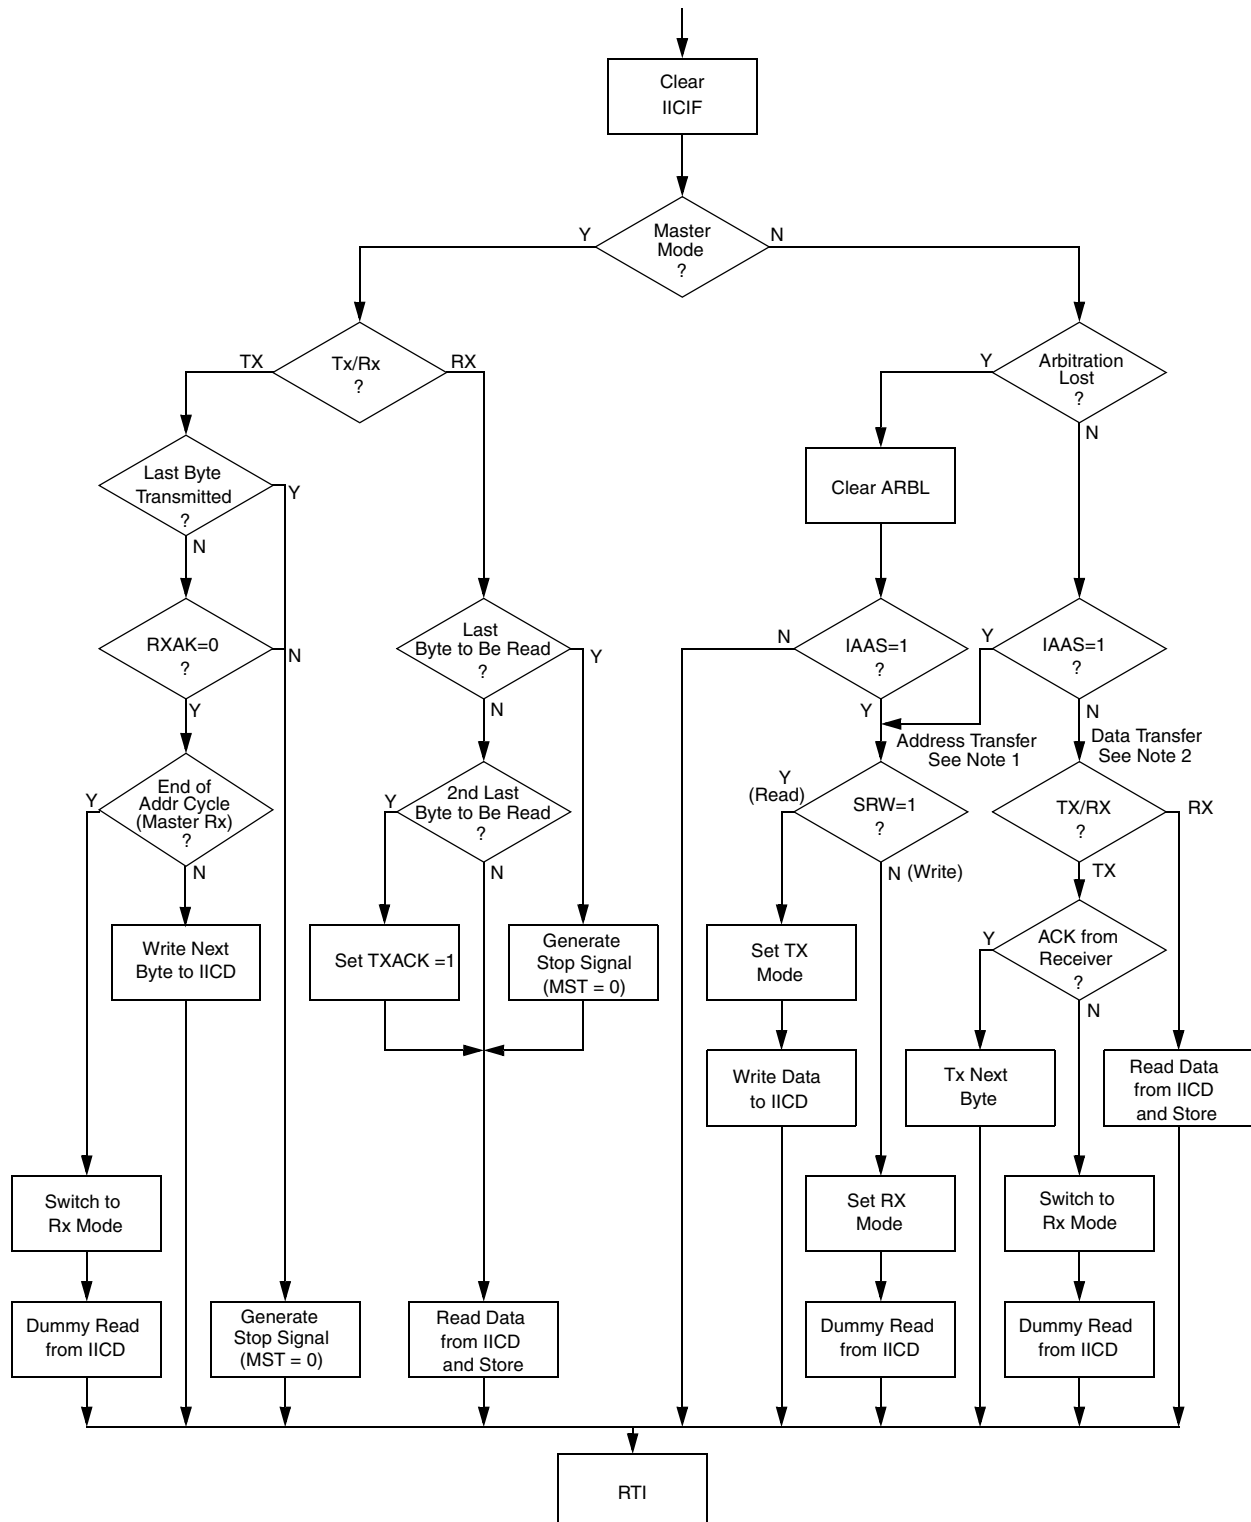 Clear
IICIF
Master
Mode
?
Y
N
Tx/Rx
?
TX
RX
Arbitration
Lost
?
Y
N
Last Byte
Transmitted
?
Y
N
Clear ARBL
RXAK=0
?
N
Y
Last
Byte to Be Read
?
Y
N
IAAS=1
?
N
Y
IAAS=1
?
Y
N
Address Transfer
See Note 1
Data Transfer
See Note 2
End of
Addr Cycle
(Master Rx)
?
Y
N
2nd Last
Byte to Be Read
?
Y
N
Y
(Read)
SRW=1
?
N (Write)
TX/RX
?
RX
TX
Write Next
Byte to IICD
Set TXACK =1
Generate
Stop Signal
(MST = 0)
Set TX
Mode
Y
ACK from
Receiver
?
N
Write Data
to IICD
Tx Next
Byte
Read Data
from IICD
and Store
Switch to
Rx Mode
Set RX
Mode
Switch to
Rx Mode
Dummy Read
from IICD
Generate
Stop Signal
(MST = 0)
Read Data
from IICD
and Store
Dummy Read
from IICD
Dummy Read
from IICD
RTI